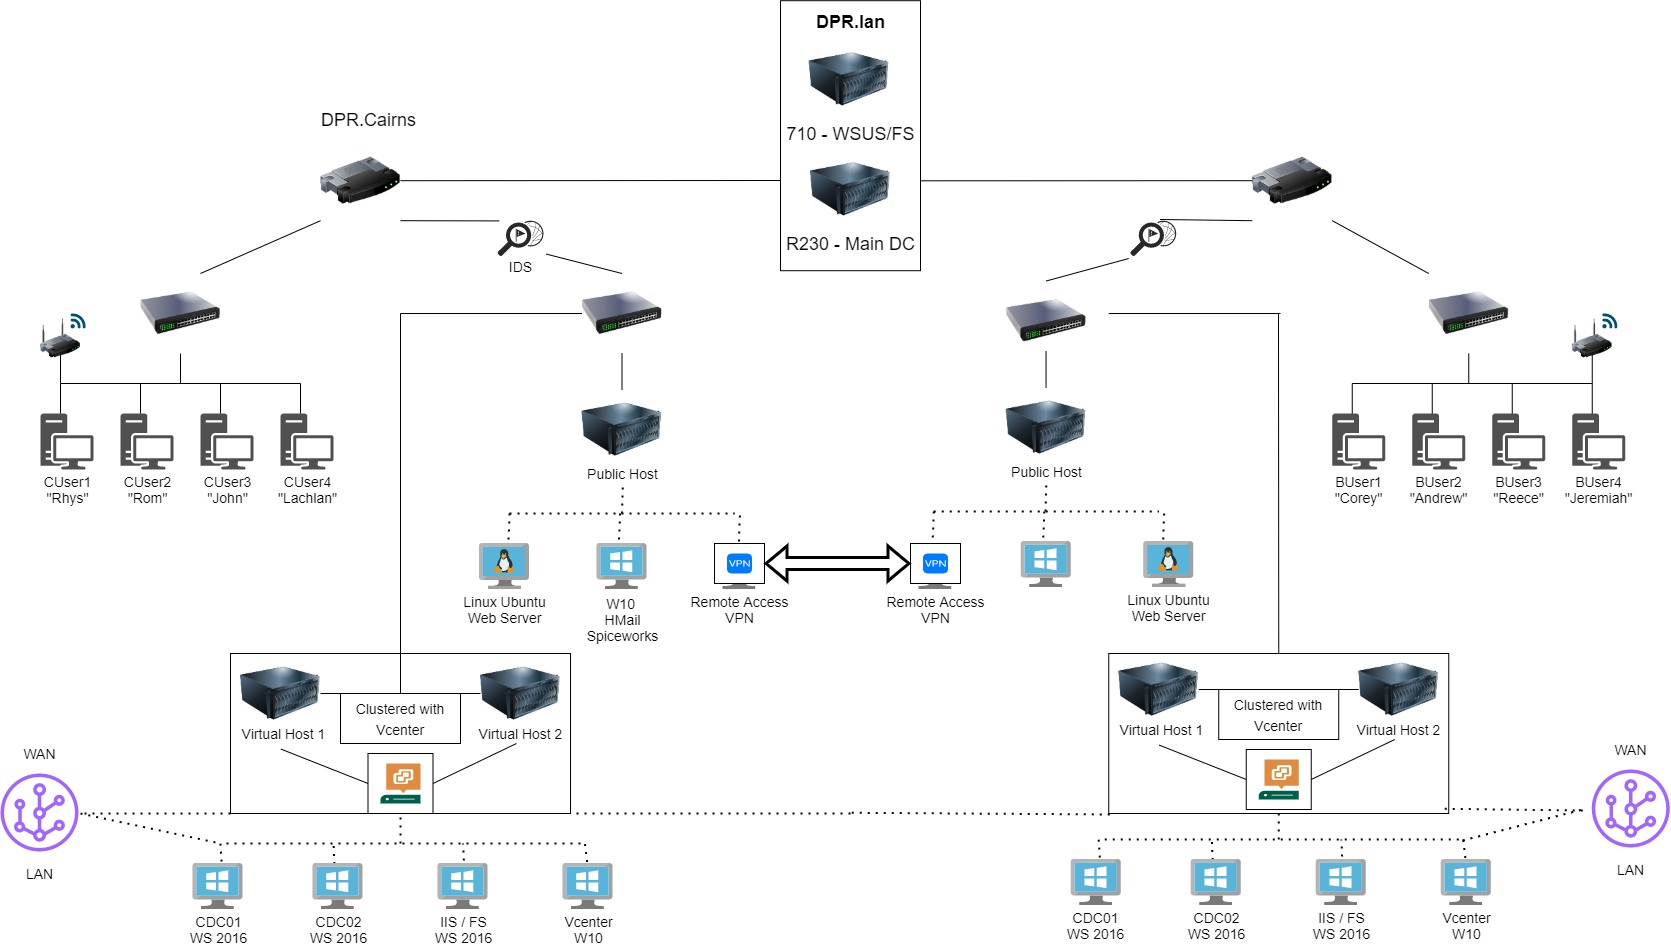 DPR.lan
710 - WSUS/FS
R230 - Main DC
DPR.Cairns
IDS
CUser1
"Rhys"
CUser2
"Rom"
CUser3
"John"
CUser4
"Lachlan"
Public Host
Public Host
BUser1
"Corey"
BUser2
"Andrew"
BUser3
"Reece"
BUser4
"Jeremiah"
VPN
VPN
Linux Ubuntu
Web Server
W10
HMail
Spiceworks
Remote Access
VPN
Remote Access
VPN
Linux Ubuntu
Web Server
Virtual Host 1
Clustered with
Vcenter
Virtual Host 2
Virtual Host 1
Clustered with
Vcenter
Virtual Host 2
WAN
LAN
WAN
LAN
CDC01
WS 2016
CDC02
WS 2016
IIS / FS
WS 2016
Vcenter
W10
CDC01
WS 2016
CDC02
WS 2016
IIS / FS
WS 2016
Vcenter
W10